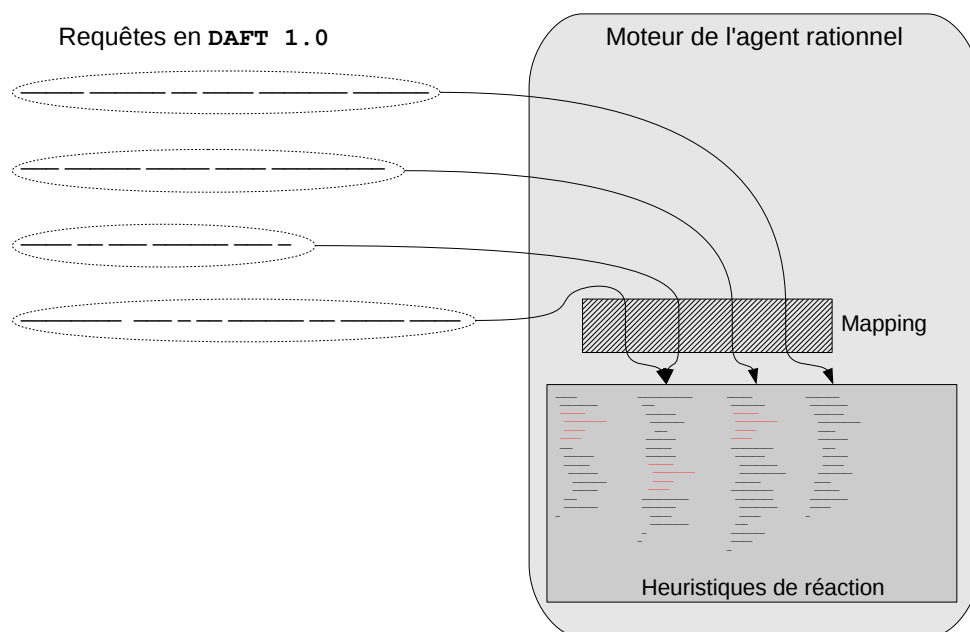 Requêtes en DAFT 1.0
Moteur de l'agent rationnel
Mapping
Heuristiques de réaction